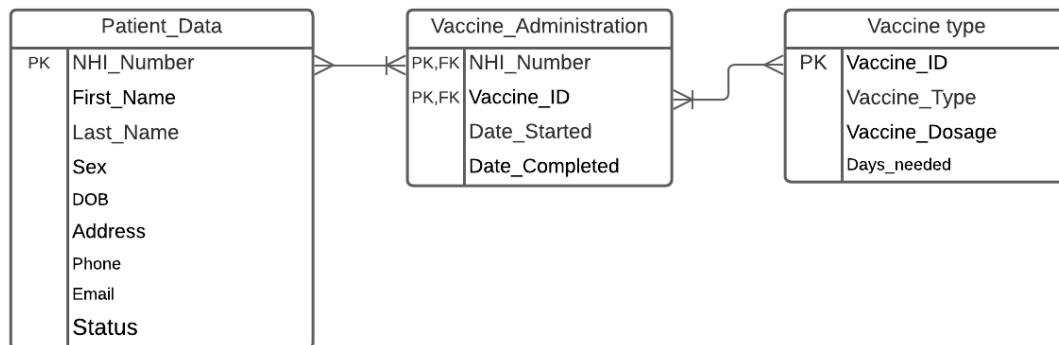 Patient_Data
PK NHI_Number
First_Name
Last_Name
Sex
DOB
Address
Phone
Email
Status
Vaccine_Administration
PK,FK NHI_Number
PK,FK Vaccine_ID
Date_Started
Date_Completed
Vaccine type
PK Vaccine_ID
Vaccine_Type
Vaccine_Dosage
Days_needed